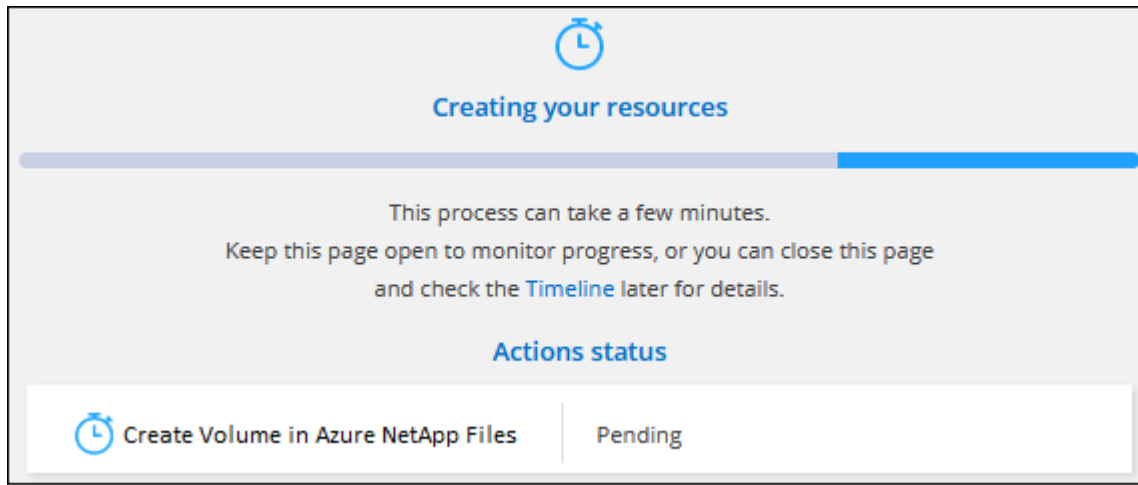 Creating your resources
This process can take a few minutes.
Keep this page open to monitor progress, or you can close this page
and check the Timeline later for details.
Actions status
Create Volume in Azure NetApp Files
Pending